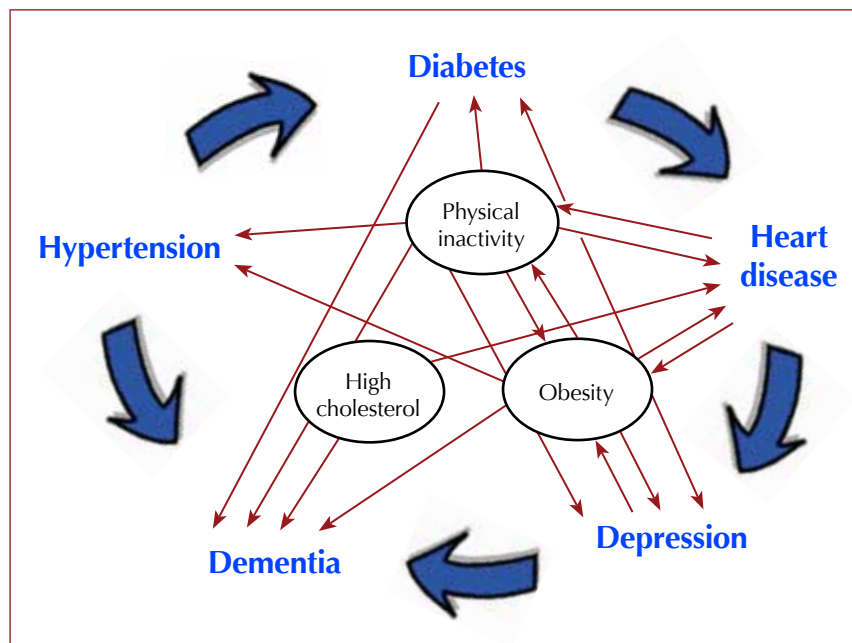 Diabetes
Physical
inactivity
Hypertension
Heart
disease
High
cholesterol
Obesity
Depression
Dementia